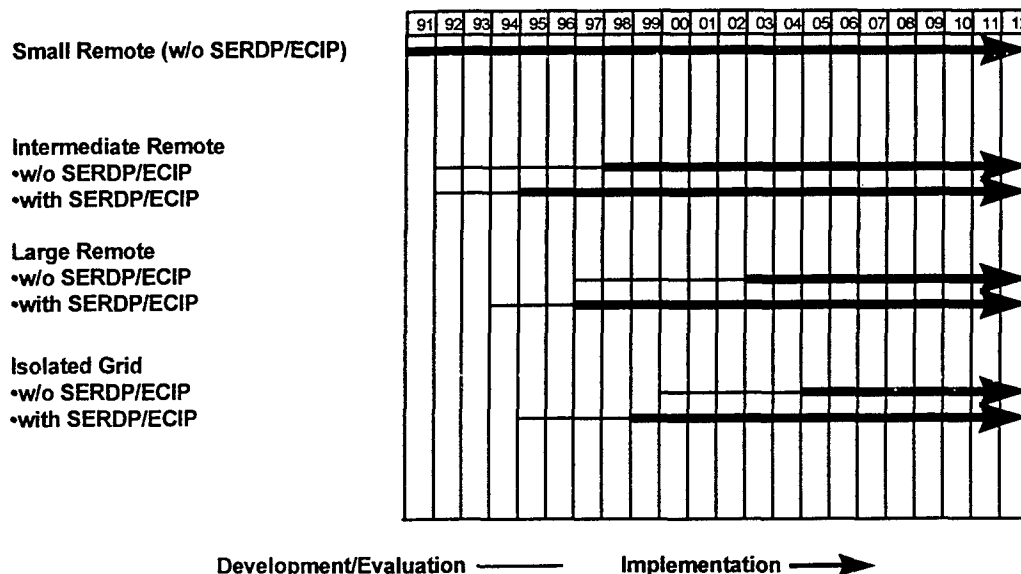 91 92 93 94 95 96 97 98 99 00 01 02 03 04 05 06 07 08 09 10 11 12
Small Remote (w/o SERDP/ECIP)
Intermediate Remote
•w/o SERDP/ECIP
•with SERDP/ECIP
Large Remote
•w/o SERDP/ECIP
•with SERDP/ECIP
Isolated Grid
•w/o SERDP/ECIP
•with SERDP/ECIP
Development/Evaluation Implementation